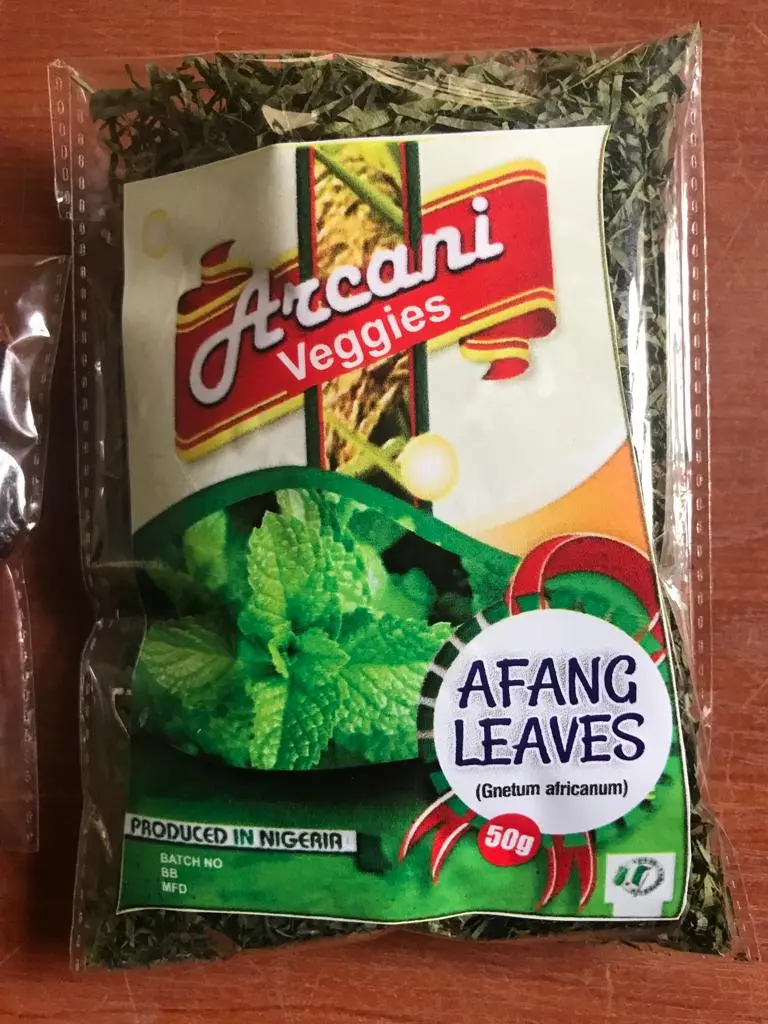 Arcani
Veggies
AFANG
LEAVES
(Gnetum africanum)
50g
PRODUCED IN NIGERIA
BATCH NO
BB
MFD